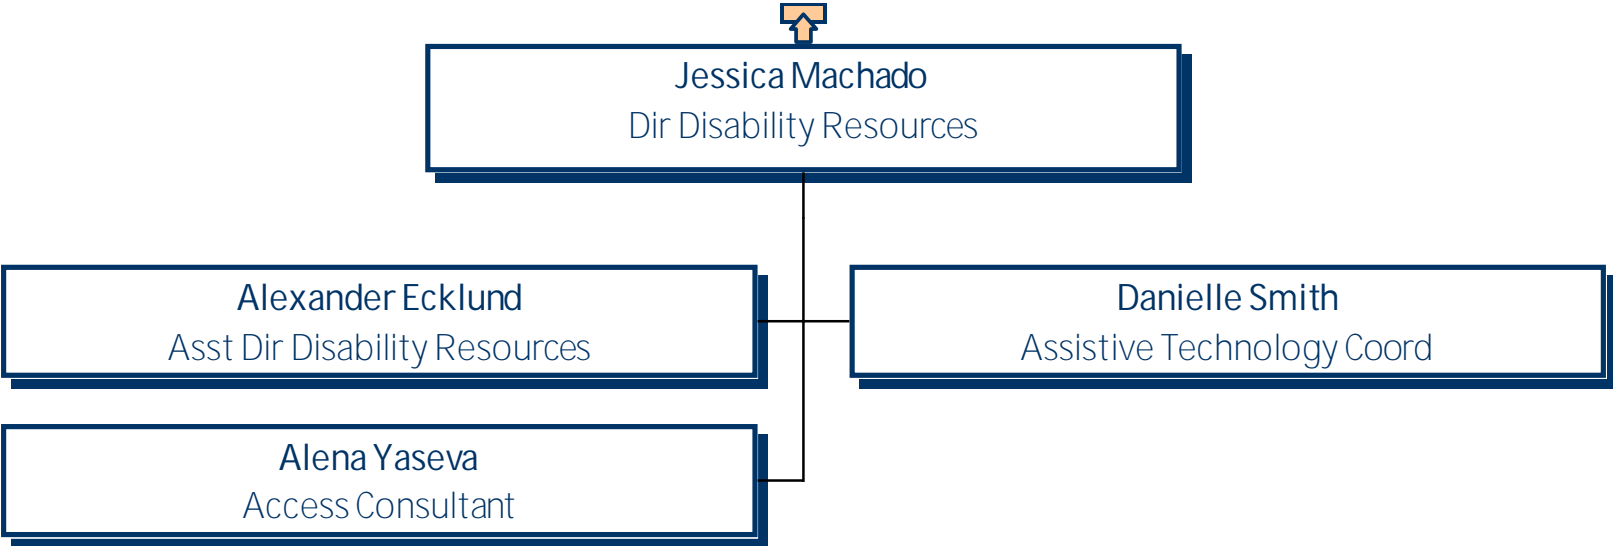 Jessica Machado
Dir Disability Resources
Alexander Ecklund
Asst Dir Disability Resources
Danielle Smith
Assistive Technology Coord
Alena Yaseva
Access Consultant